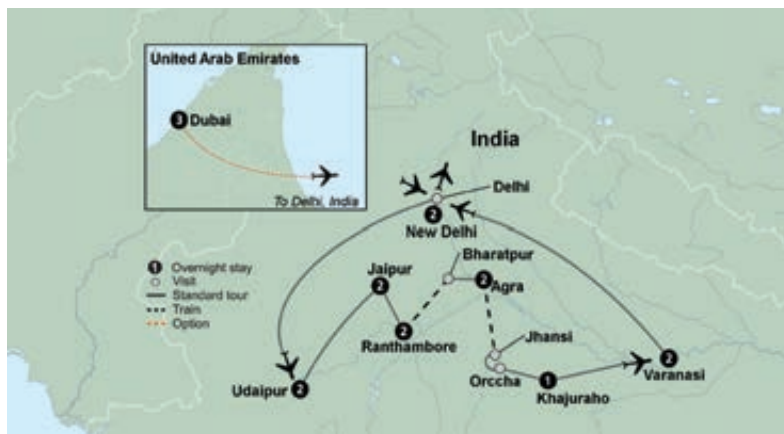 United Arab Emirates
3 Dubai
To Delhi, India
India
Delhi
2
New Delhi
Bharatpur
Jaipur
2
2 Agra
2
Ranthambore
1 Overnight stay
Visit
Standard tour
Train
Option
Jhansi
Orccha
1
Khajuraho
2
Varanasi
Udaipur 2